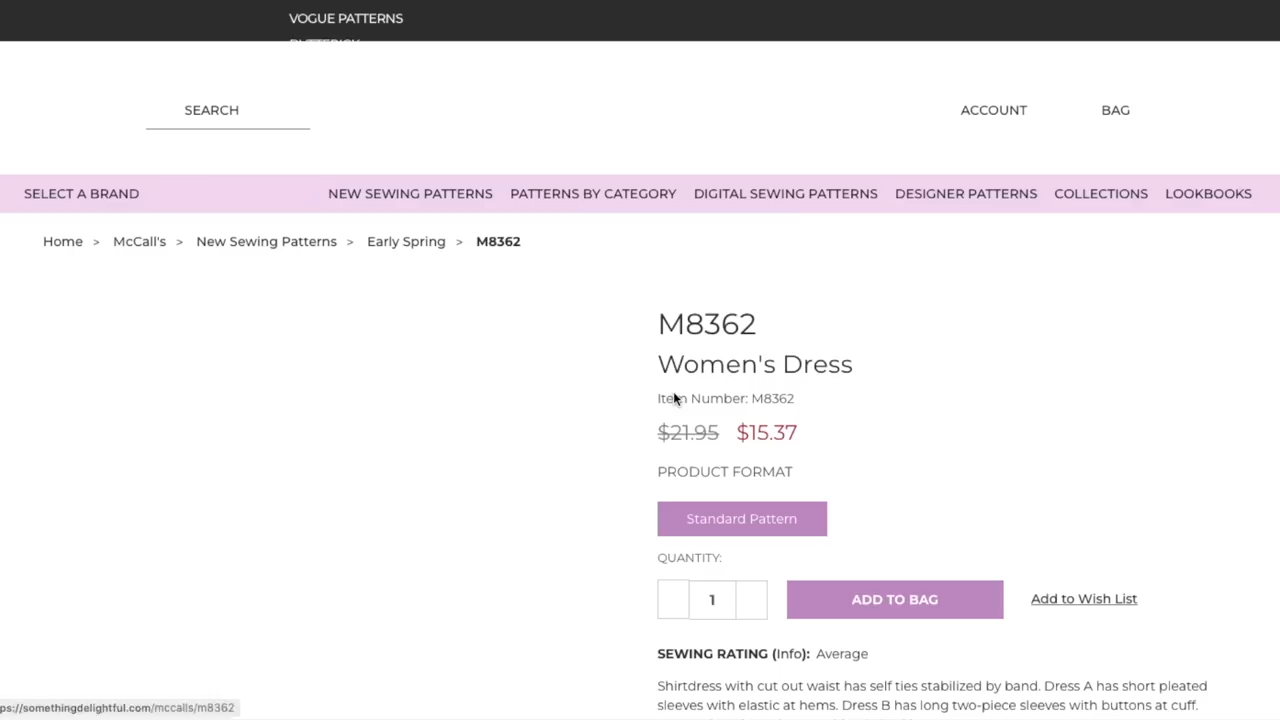 VOGUE PATTERNS
SEARCH
ACCOUNT
BAG
SELECT A BRAND
NEW SEWING PATTERNS
PATTERNS BY CATEGORY
DIGITAL SEWING PATTERNS
DESIGNER PATTERNS
COLLECTIONS
LOOKBOOKS
Home > McCall's > New Sewing Patterns > Early Spring > M8362
M8362
Women's Dress
Item Number: M8362
$21.95 $15.37
PRODUCT FORMAT
Standard Pattern
QUANTITY:
1
ADD TO BAG
Add to Wish List
SEWING RATING (Info): Average
Shirtdress with cut out waist has self ties stabilized by band. Dress A has short pleated
sleeves with elastic at hems. Dress B has long two-piece sleeves with buttons at cuff.
ps://somethingdelightful.com/mccalls/m8362